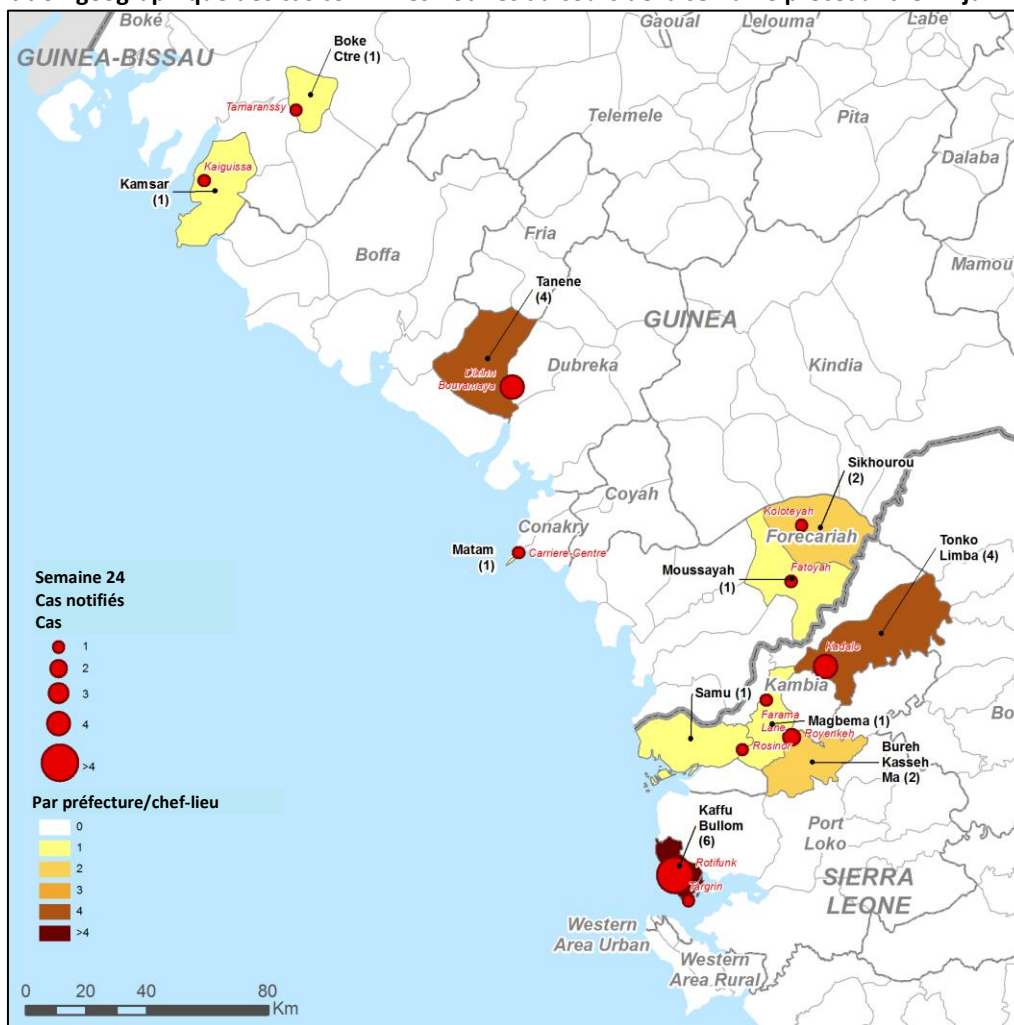 Boké
GUINEA-BISSAU
Boke
Ctre (1)
Tamaranssy
Gaoual
Lelouma
Labe
Telemele
Pita
Dalaba
Kaiguissa
Kamsar
(1)
Boffa
Fria
Mamou
Tanene
(4)
GUINEA
Kindia
Dubreka
Bouramaya
Sikhourou
(2)
Coyah
Koloteyah
Conakry
Forecariah
Tonko
Limba (4)
Matam
(1)
Carriere-Centre
Moussayah
(1)
Fatoyah
Semaine 24
Cas notifiés
Cas
1
2
3
4
>4
Kadalo
Kambia
Samu (1)
Farama
Lane
Magbema (1)
Royenkeh
Rosinor
Bureh
Kasseh
Ma (2)
Par préfecture/chef-lieu
0
1
2
3
4
>4
Kaffu
Bullom
(6)
Port
Loko
Rotifunk
Targrin
SIERRA
LEONE
Western
Area Urban
Western
Area Rural
0 20 40 80
Km